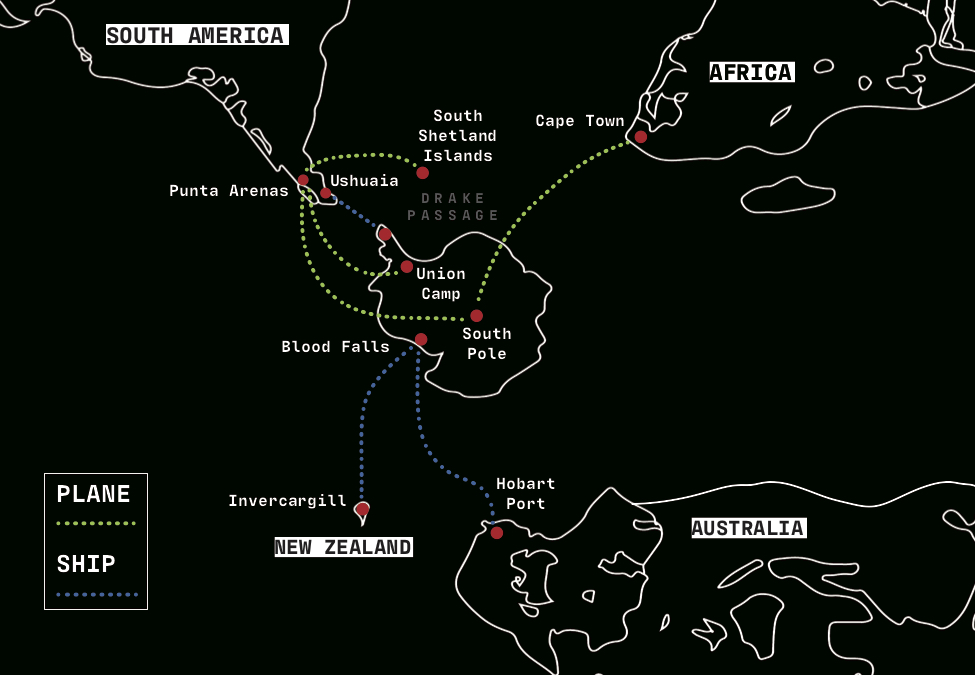 SOUTH AMERICA
AFRICA
South
Shetland
Islands
Cape Town
Punta Arenas
Ushuaia
DRAKE
PASSAGE
Union
Camp
South
Pole
Blood Falls
Invercargill
Hobart
Port
NEW ZEALAND
AUSTRALIA
PLANE
SHIP